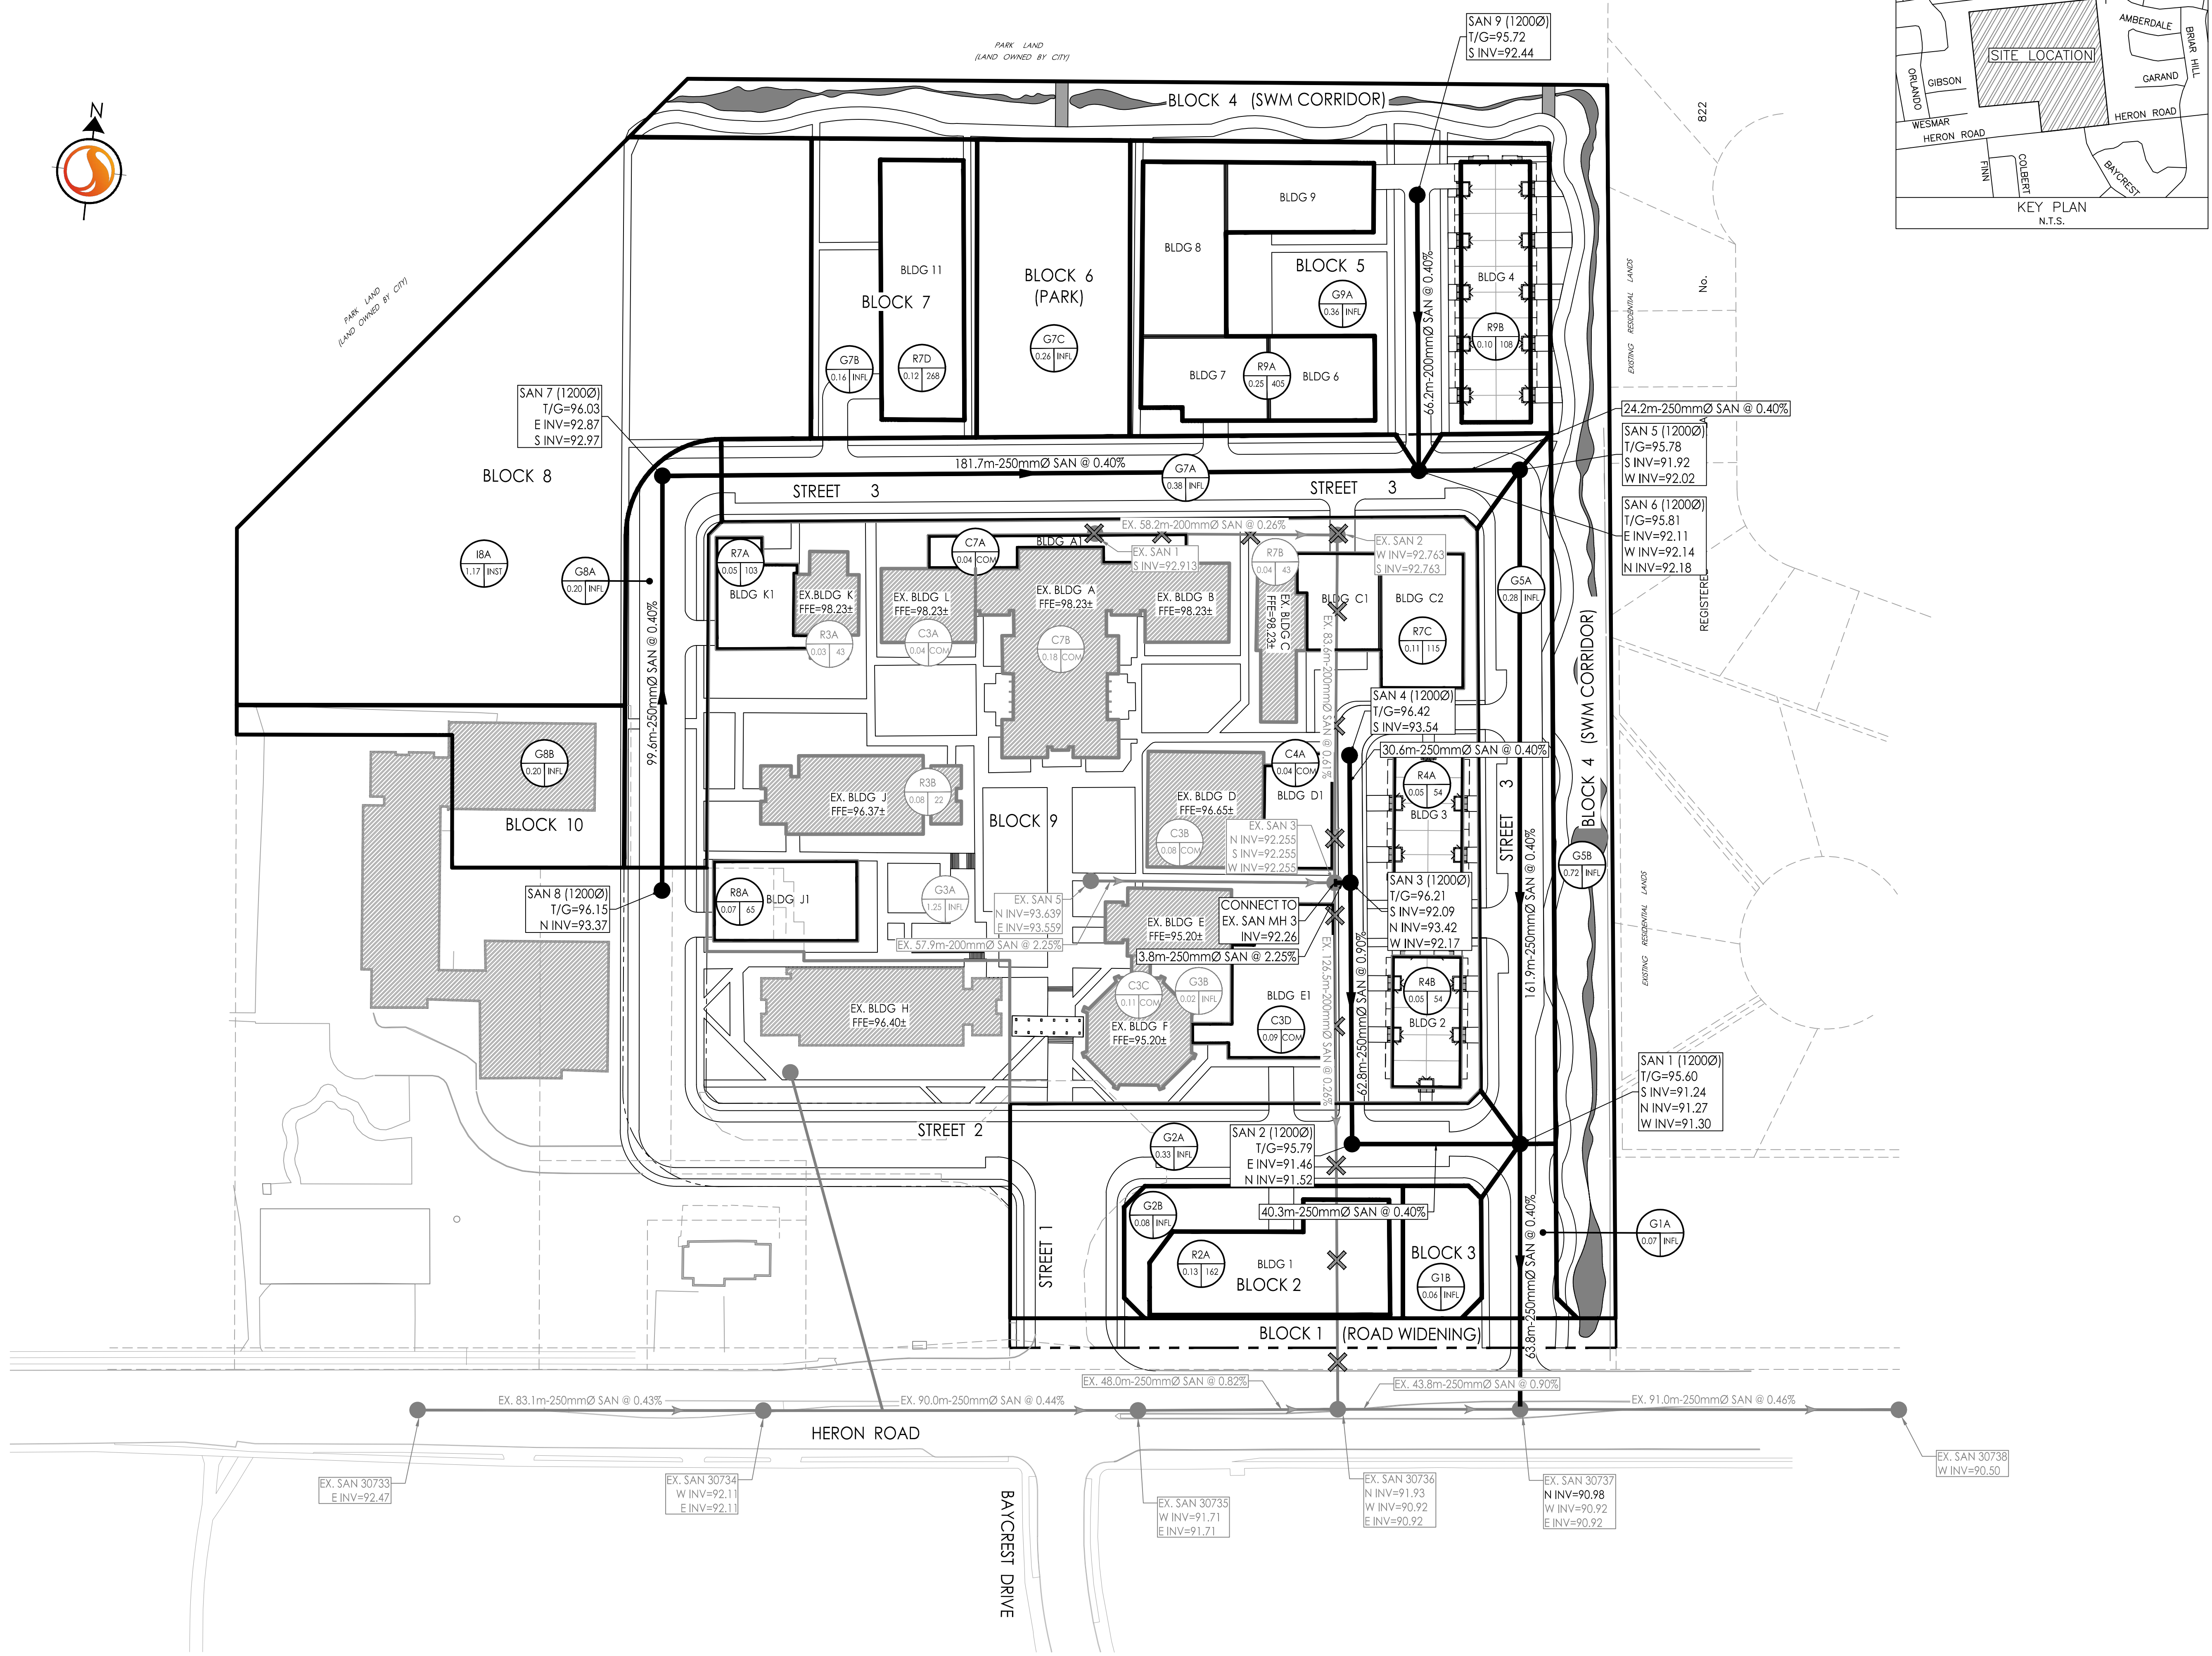 SAN 9 (1200Ø)
T/G=95.72
S INV=92.44
PARK LAND
(LAND OWNED BY CITY)
AMBERDALE
BRIAR HILL
SITE LOCATION
ORLANDO
GIBSON
GARAND
WESMAR
HERON ROAD
HERON ROAD
FINN
COLBERT
BAYCREST
KEY PLAN
N.T.S.
N
BLOCK 4 (SWM CORRIDOR)
822
No.
REGISTERE
A
EXISTING RESIDENTIAL LANDS
PARK LAND
(LAND OWNED BY CITY)
BLDG 11
BLOCK 7
G7B
0.16 INFL
R7D
0.12 268
BLOCK 6
(PARK)
G7C
0.26 INFL
BLDG 9
BLDG 8
BLOCK 5
G9A
0.36 INFL
BLDG 7
R9A
0.25 405
BLDG 6
66.2m-200mmØ SAN @ 0.40%
BLDG 4
R9B
0.10 108
SAN 7 (1200Ø)
T/G=96.03
E INV=92.87
S INV=92.97
24.2m-250mmØ SAN @ 0.40%
SAN 5 (1200Ø)
T/G=95.78
S INV=91.92
W INV=92.02
SAN 6 (1200Ø)
T/G=95.81
E INV=92.11
W INV=92.14
N INV=92.18
BLOCK 8
181.7m-250mmØ SAN @ 0.40%
G7A
0.38 INFL
STREET 3
STREET 3
EX. 58.2m-200mmØ SAN @ 0.26%
I8A
1.17 INST
G8A
0.20 INFL
R7A
0.05 103
C7A
0.04 COM
BLDG A1
EX. SAN 1
S INV=92.913
R7B
0.04 43
EX. SAN 2
W INV=92.763
S INV=92.763
G5A
0.28 INFL
BLDG K1
EX.BLDG K
FFE=98.23±
EX. BLDG L
FFE=98.23±
EX. BLDG A
FFE=98.23±
EX. BLDG B
FFE=98.23±
EX. BLDG C
FFE=98.23±
BLDG C1
BLDG C2
R3A
0.03 43
C3A
0.04 COM
C7B
0.18 COM
R7C
0.11 115
EX. 83.6m-200mmØ SAN @ 0.61%
99.6m-250mmØ SAN @ 0.40%
BLOCK 4 (SWM CORRIDOR)
SAN 4 (1200Ø)
T/G=96.42
S INV=93.54
30.6m-250mmØ SAN @ 0.40%
G8B
0.20 INFL
BLOCK 10
EX. BLDG J
FFE=96.37±
R3B
0.08 22
BLOCK 9
EX. BLDG D
FFE=96.65±
C4A
0.04 COM
BLDG D1
C3B
0.08 COM
R4A
0.05 54
BLDG 3
STREET 3
161.9m-250mmØ SAN @ 0.40%
G5B
0.72 INFL
EX. SAN 3
N INV=92.255
S INV=92.255
W INV=92.255
SAN 8 (1200Ø)
T/G=96.15
N INV=93.37
R8A
0.07 65
BLDG J1
G3A
1.25 INFL
EX. SAN 5
N INV=93.639
E INV=93.559
EX. 57.9m-200mmØ SAN @ 2.25%
EX. BLDG E
FFE=95.20±
CONNECT TO
EX. SAN MH 3
INV=92.26
3.8m-250mmØ SAN @ 2.25%
SAN 3 (1200Ø)
T/G=96.21
S INV=92.09
N INV=93.42
W INV=92.17
EXISTING RESIDENTIAL LANDS
EX. 126.5m-200mmØ SAN @ 0.26%
62.8m-250mmØ SAN @ 0.90%
EX. BLDG H
FFE=96.40±
C3C
0.11 COM
G3B
0.02 INFL
EX. BLDG F
FFE=95.20±
BLDG E1
C3D
0.09 COM
R4B
0.05 54
BLDG 2
SAN 1 (1200Ø)
T/G=95.60
S INV=91.24
N INV=91.27
W INV=91.30
STREET 2
G2A
0.33 INFL
SAN 2 (1200Ø)
T/G=95.79
E INV=91.46
N INV=91.52
40.3m-250mmØ SAN @ 0.40%
G2B
0.08 INFL
STREET 1
R2A
0.13 162
BLDG 1
BLOCK 2
BLOCK 3
G1B
0.06 INFL
63.8m-250mmØ SAN @ 0.40%
G1A
0.07 INFL
BLOCK 1 (ROAD WIDENING)
EX. 83.1m-250mmØ SAN @ 0.43%
EX. 90.0m-250mmØ SAN @ 0.44%
EX. 48.0m-250mmØ SAN @ 0.82%
EX. 43.8m-250mmØ SAN @ 0.90%
EX. 91.0m-250mmØ SAN @ 0.46%
HERON ROAD
EX. SAN 30733
E INV=92.47
EX. SAN 30734
W INV=92.11
E INV=92.11
BAYCREST DRIVE
EX. SAN 30735
W INV=91.71
E INV=91.71
EX. SAN 30736
N INV=91.93
W INV=90.92
E INV=90.92
EX. SAN 30737
N INV=90.98
W INV=90.92
E INV=90.92
EX. SAN 30738
W INV=90.50